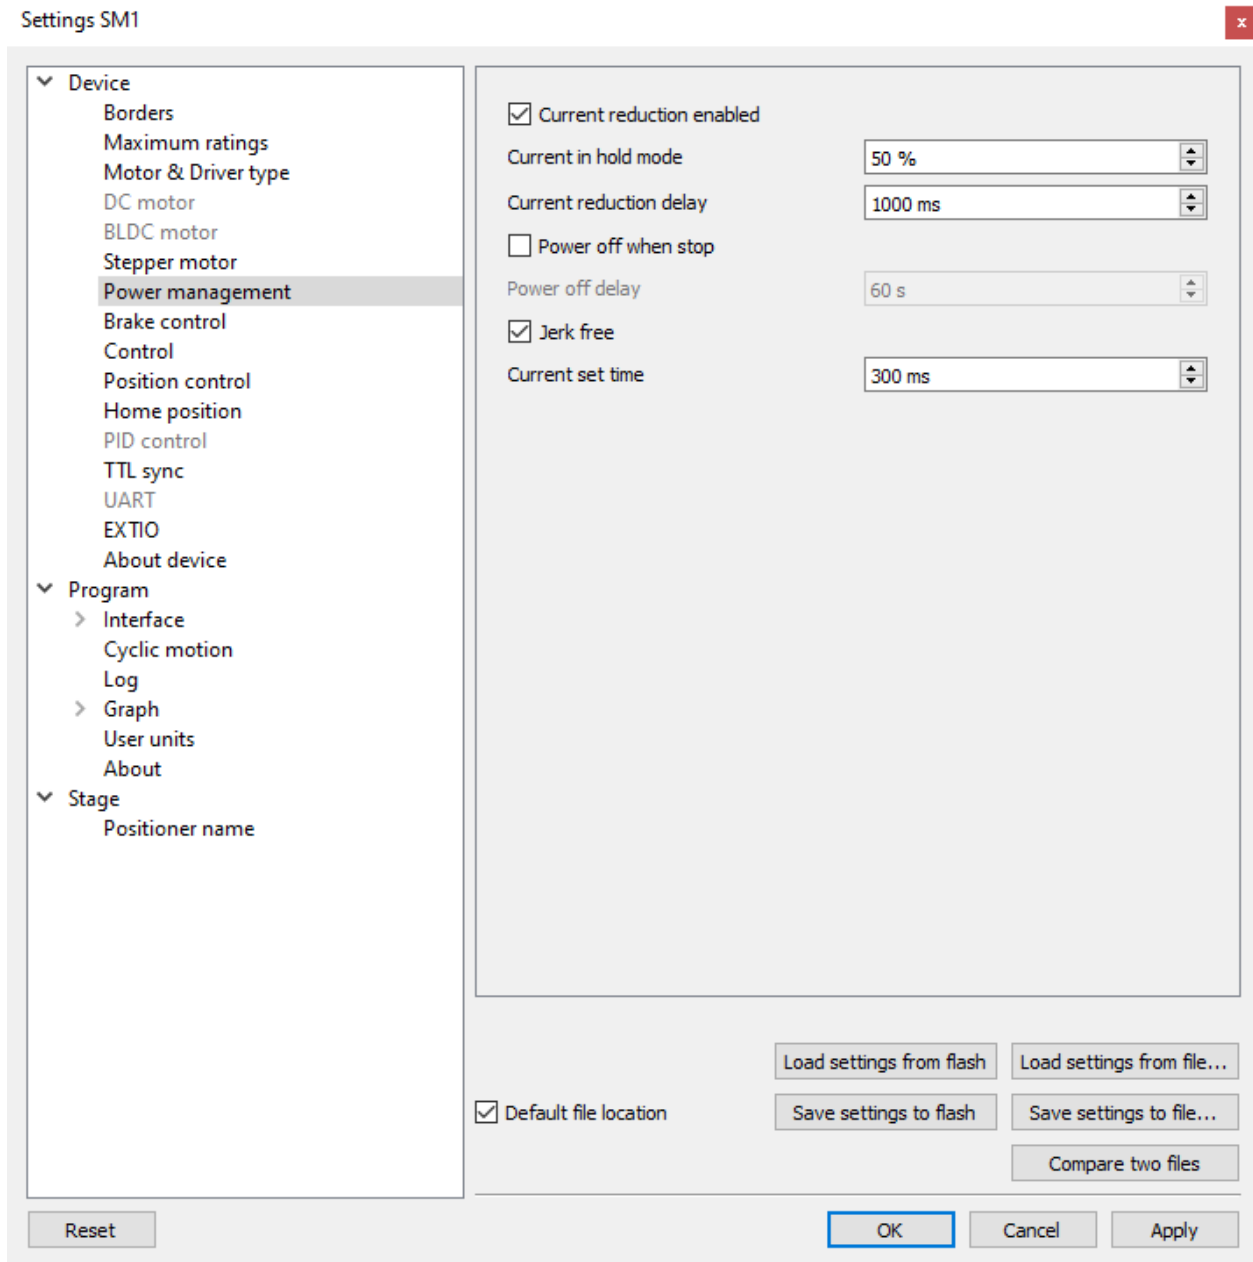 Settings SM1
x
Device
Borders
Maximum ratings
Motor & Driver type
DC motor
BLDC motor
Stepper motor
Power management
Brake control
Control
Position control
Home position
PID control
TTL sync
UART
EXTIO
About device
Program
Interface
Cyclic motion
Log
Graph
User units
About
Stage
Positioner name
Current reduction enabled
Current in hold mode 50 %
Current reduction delay 1000 ms
Power off when stop
Power off delay 60 s
Jerk free
Current set time 300 ms
Load settings from flash Load settings from file...
Default file location Save settings to flash Save settings to file...
Compare two files
Reset OK Cancel Apply